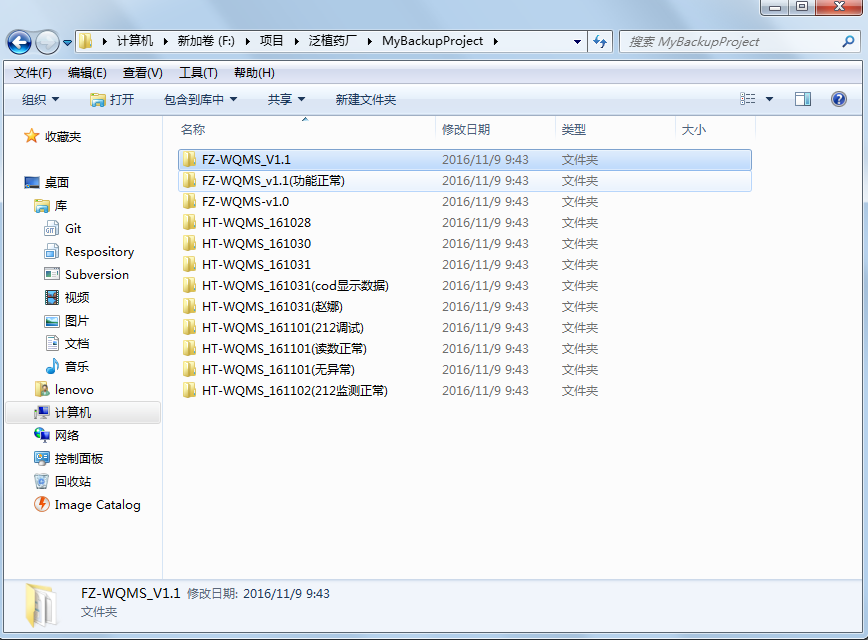 计算机 新加卷 (F:) 项目 泛植药厂 MyBackupProject
搜索 MyBackupProject
文件(F) 编辑(E) 查看(V) 工具(T) 帮助(H)
组织 打开 包含到库中 共享 新建文件夹
收藏夹
桌面
库
Git
Respository
Subversion
视频
图片
文档
音乐
lenovo
计算机
网络
控制面板
回收站
Image Catalog
名称 修改日期 类型 大小
FZ-WQMS_V1.1 2016/11/9 9:43 文件夹
FZ-WQMS_v1.1(功能正常) 2016/11/9 9:43 文件夹
FZ-WQMS-v1.0 2016/11/9 9:43 文件夹
HT-WQMS_161028 2016/11/9 9:43 文件夹
HT-WQMS_161030 2016/11/9 9:43 文件夹
HT-WQMS_161031 2016/11/9 9:43 文件夹
HT-WQMS_161031(cod显示数据) 2016/11/9 9:43 文件夹
HT-WQMS_161031(赵娜) 2016/11/9 9:43 文件夹
HT-WQMS_161101(212调试) 2016/11/9 9:43 文件夹
HT-WQMS_161101(读数正常) 2016/11/9 9:43 文件夹
HT-WQMS_161101(无异常) 2016/11/9 9:43 文件夹
HT-WQMS_161102(212监测正常) 2016/11/9 9:43 文件夹
FZ-WQMS_V1.1 修改日期: 2016/11/9 9:43
文件夹